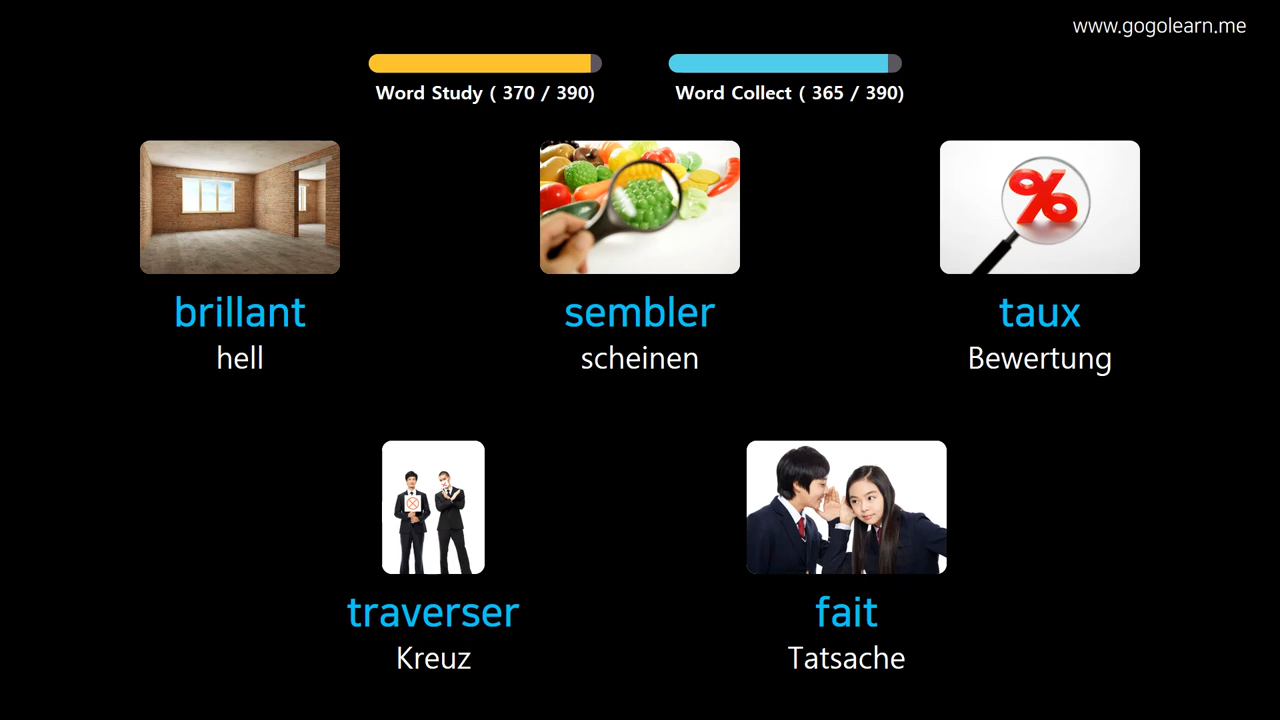 www.gogolearn.me
Word Study ( 370 / 390)
Word Collect ( 365 / 390)
brillant
hell
sembler
scheinen
taux
Bewertung
traverser
Kreuz
fait
Tatsache